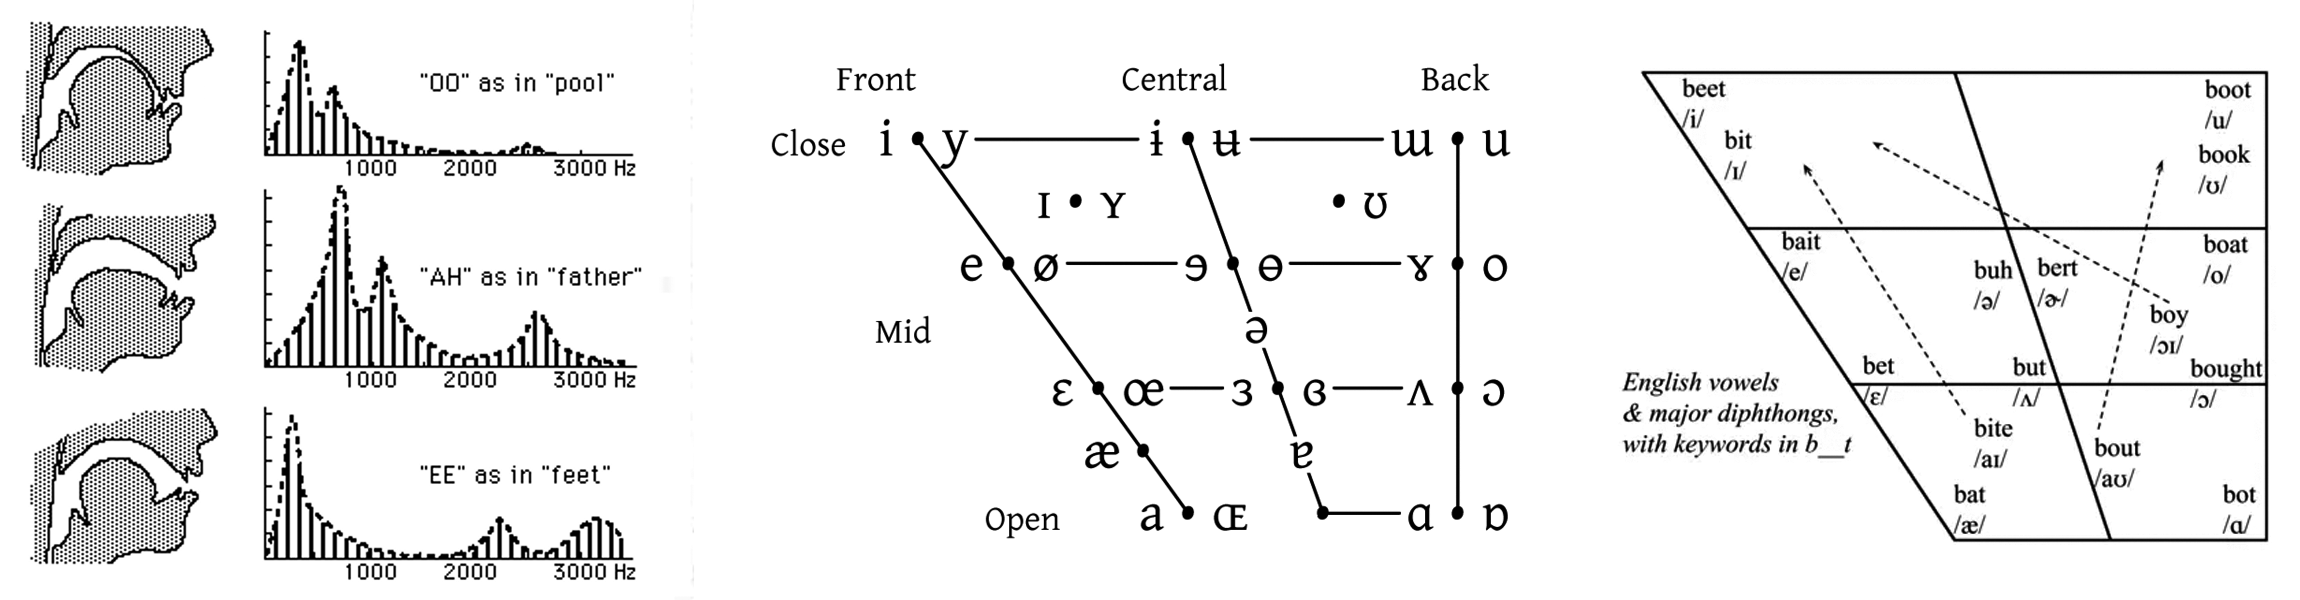 "OO" as in "pool"
1000 2000 3000 Hz
"AH" as in "father"
1000 2000 3000 Hz
"EE" as in "feet"
1000 2000 3000 Hz
Front Central Back
Close i y ɨ ʉ ɯ u
ɪ ʏ ʊ
e ø ɘ ɵ ɤ o
Mid ə
ɛ œ ɜ ɞ ʌ ɔ
æ ɐ
Open a ɶ ɑ ɒ
beet boot
/i/ /u/
bit book
/ɪ/ /ʊ/
bait boat
/e/ /o/
buh bert
/ə/ /ɚ/
boy
/ɔɪ/
bet but bought
/ɛ/ /ʌ/ /ɔ/
English vowels
& major diphthongs,
with keywords in b__t
bite
/aɪ/
bout
/aʊ/
bat bot
/æ/ /ɑ/